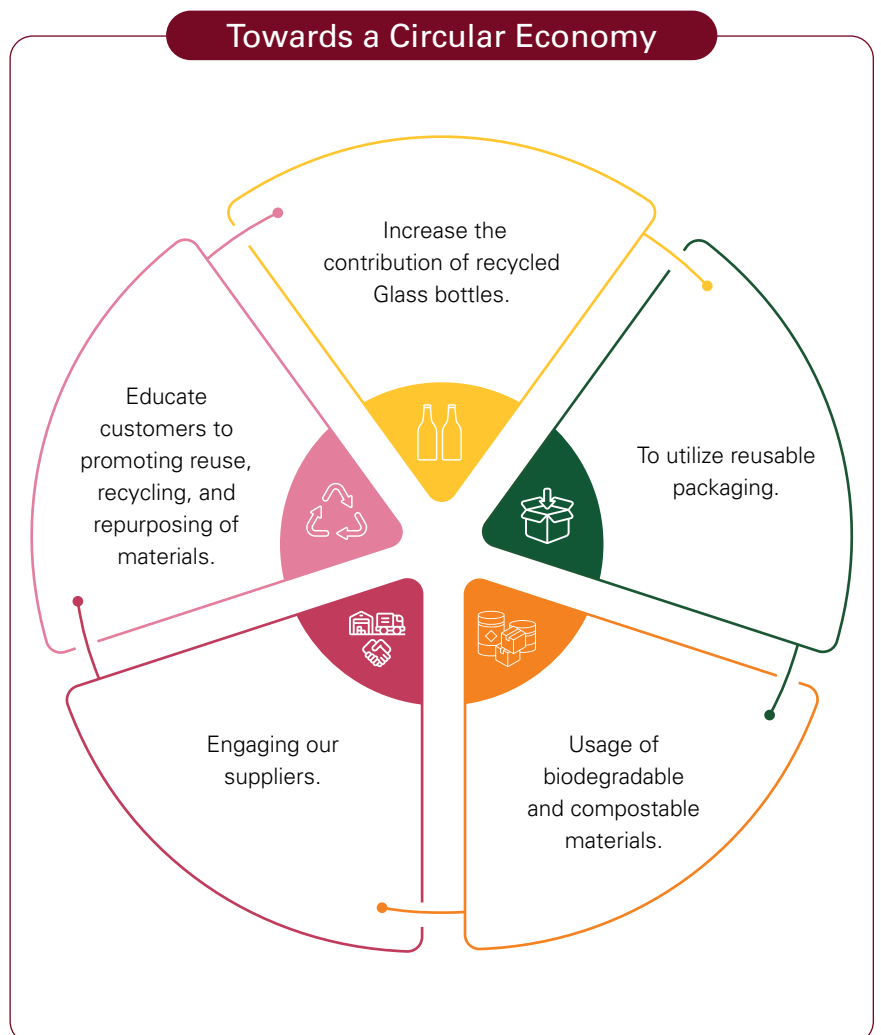 Towards a Circular Economy
Increase the
contribution of recycled
Glass bottles.
To utilize reusable
packaging.
Usage of
biodegradable
and compostable
materials.
Engaging our
suppliers.
Educate
customers to
promoting reuse,
recycling, and
repurposing of
materials.